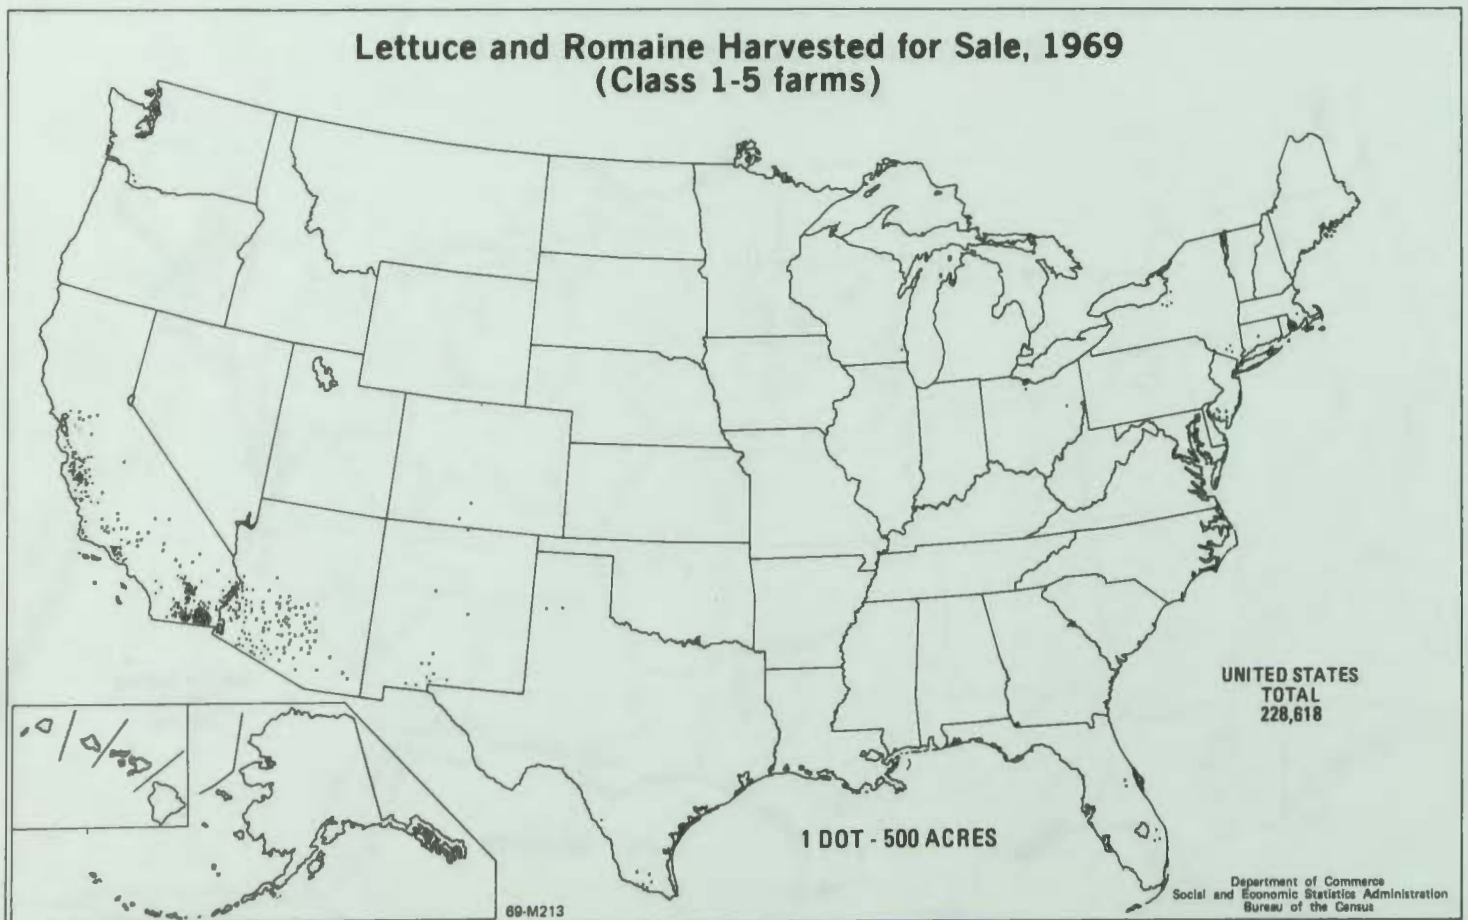 Lettuce and Romaine Harvested for Sale, 1969
(Class 1-5 farms)
UNITED STATES
TOTAL
228,618
1 DOT - 500 ACRES
Department of Commerce
Social and Economic Statistics Administration
Bureau of the Census
69-M213